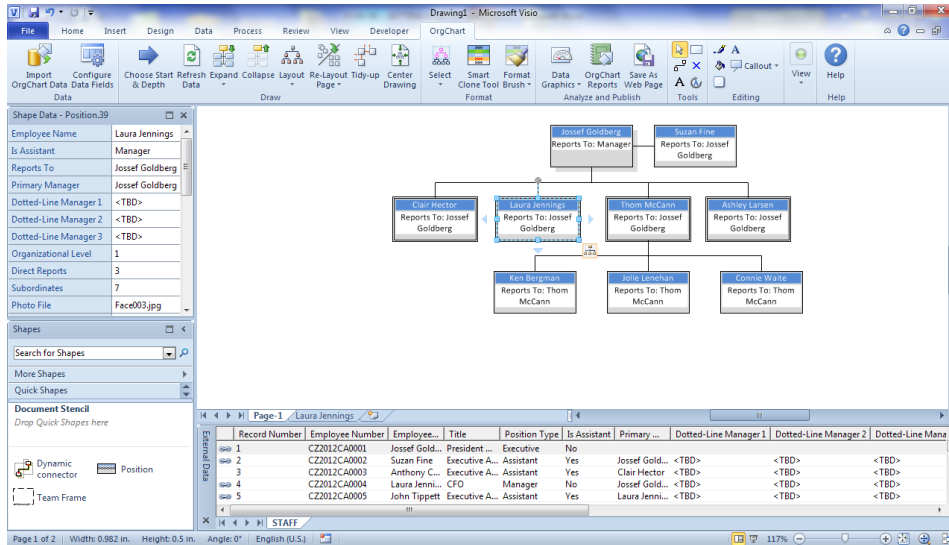 Drawing1 - Microsoft Visio
File Home Insert Design Data Process Review View Developer OrgChart
Import OrgChart Data
Configure Data Fields
Choose Start & Depth
Refresh Data
Expand
Collapse
Layout
Re-Layout Page
Tidy-up
Center Drawing
Select
Smart Clone Tool
Format Brush
Data Graphics
OrgChart Reports
Save As Web Page
A
A
Callout
View
Help
Data Draw Format Analyze and Publish Tools Editing Help
Shape Data - Position.39
Employee Name Laura Jennings
Is Assistant Manager
Reports To Jossef Goldberg
Primary Manager Jossef Goldberg
Dotted-Line Manager 1 <TBD>
Dotted-Line Manager 2 <TBD>
Dotted-Line Manager 3 <TBD>
Organizational Level 1
Direct Reports 3
Subordinates 7
Photo File Face003.jpg
Shapes
Search for Shapes
More Shapes
Quick Shapes
Document Stencil
Drop Quick Shapes here
Dynamic connector
Position
Team Frame
Jossef Goldberg
Reports To: Manager
Suzan Fine
Reports To: Jossef
Goldberg
Clair Hector
Reports To: Jossef
Goldberg
Laura Jennings
Reports To: Jossef
Goldberg
Thom McCann
Reports To: Jossef
Goldberg
Ashley Larsen
Reports To: Jossef
Goldberg
Ken Bergman
Reports To: Thom
McCann
Jolie Lenehan
Reports To: Thom
McCann
Connie Waite
Reports To: Thom
McCann
Page-1 Laura Jennings
External Data
Record Number Employee Number Employee... Title Position Type Is Assistant Primary ... Dotted-Line Manager 1 Dotted-Line Manager 2 Dotted-Line Mana
1 CZ2012CA0001 Jossef Gold... President ... Executive No
2 CZ2012CA0002 Suzan Fine Executive A... Assistant Yes Jossef Gold... <TBD> <TBD> <TBD>
3 CZ2012CA0003 Anthony C... Executive A... Assistant Yes Clair Hector <TBD> <TBD> <TBD>
4 CZ2012CA0004 Laura Jenni... CFO Manager No Jossef Gold... <TBD> <TBD> <TBD>
5 CZ2012CA0005 John Tippett Executive A... Assistant Yes Laura Jenni... <TBD> <TBD> <TBD>
STAFF
Page 1 of 2 Width: 0.982 in. Height: 0.5 in. Angle: 0° English (U.S.) 117%